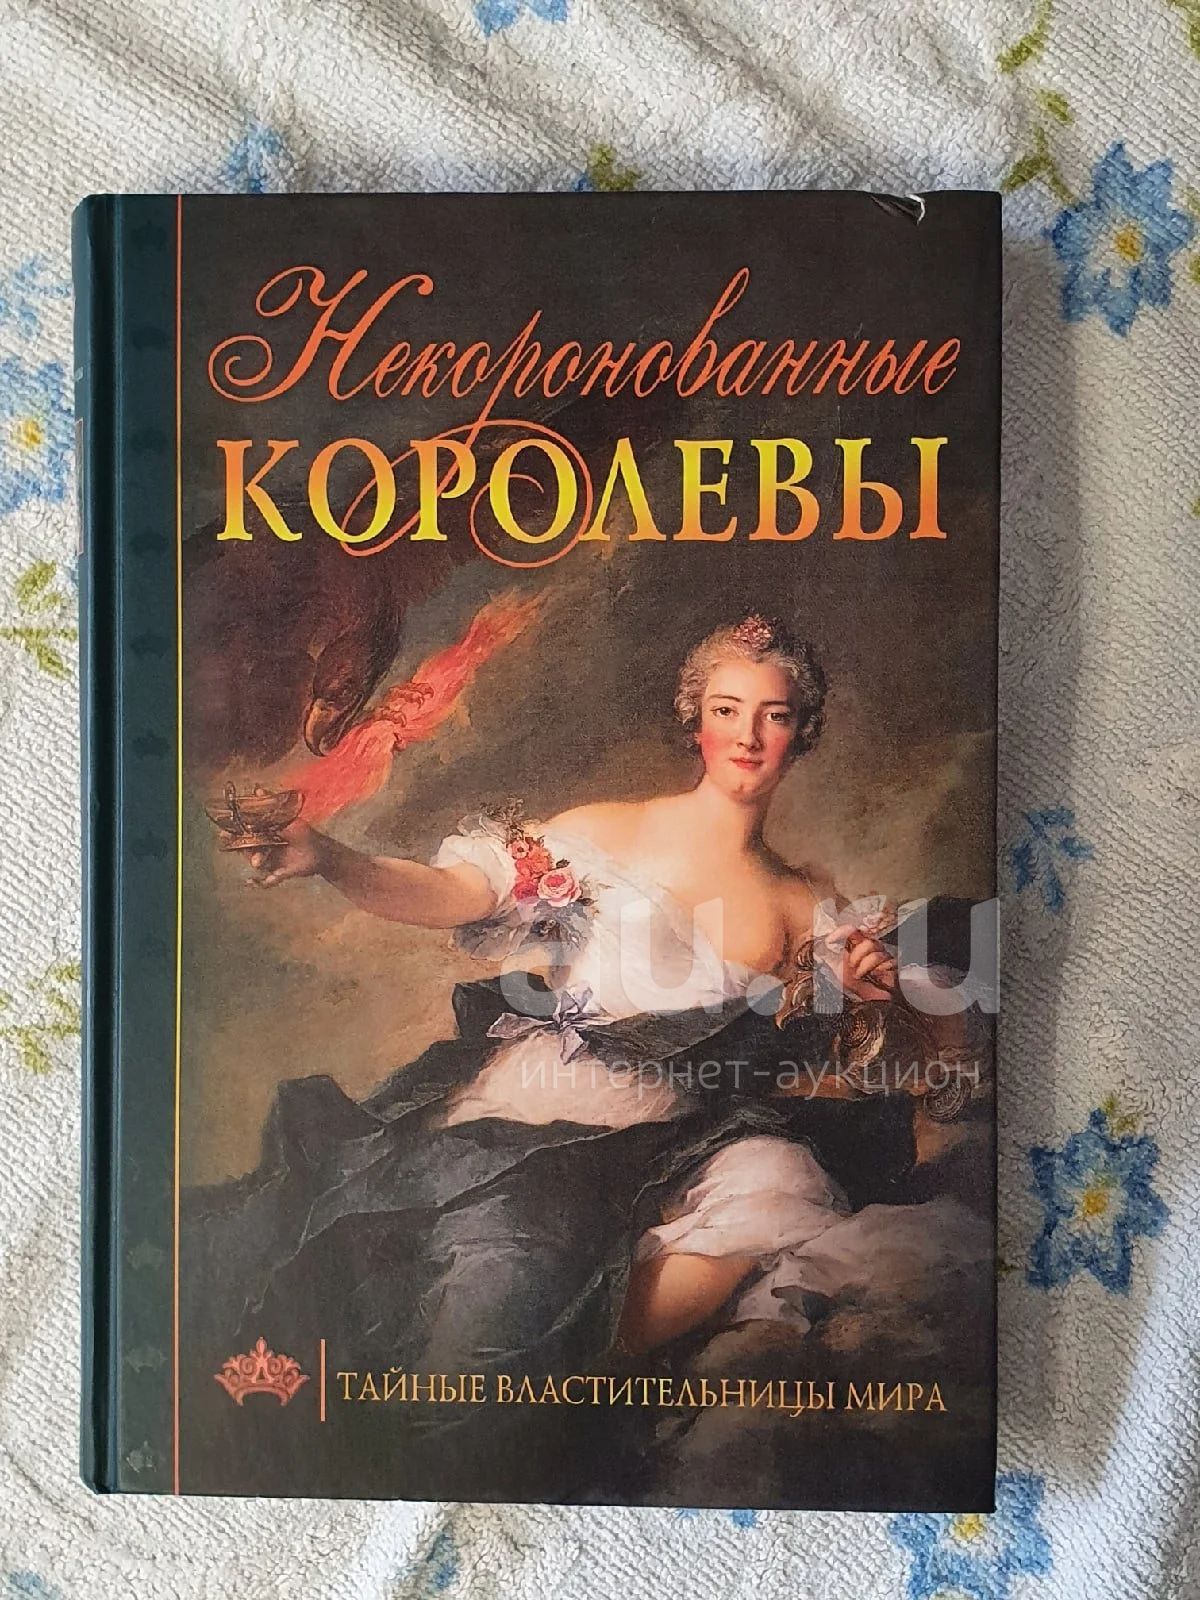 Некоронованные
КОРОЛЕВЫ
au.ru
интернет-аукцион
ТАЙНЫЕ ВЛАСТИТЕЛЬНИЦЫ МИРА